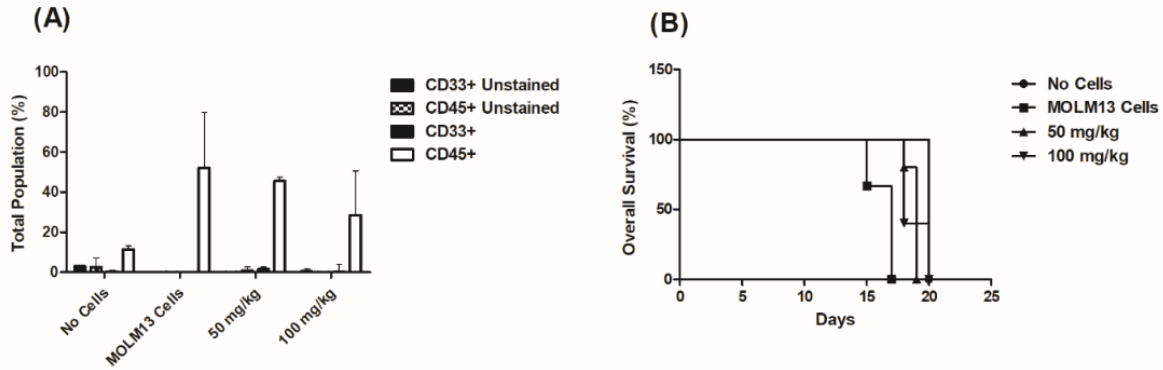 (A)
Total Population (%)
100
80
60
40
20
0
No Cells
MOLM13 Cells
50 mg/kg
100 mg/kg
CD33+ Unstained
CD45+ Unstained
CD33+
CD45+
(B)
Overall Survival (%)
150
100
50
0
0 5 10 15 20 25
Days
No Cells
MOLM13 Cells
50 mg/kg
100 mg/kg